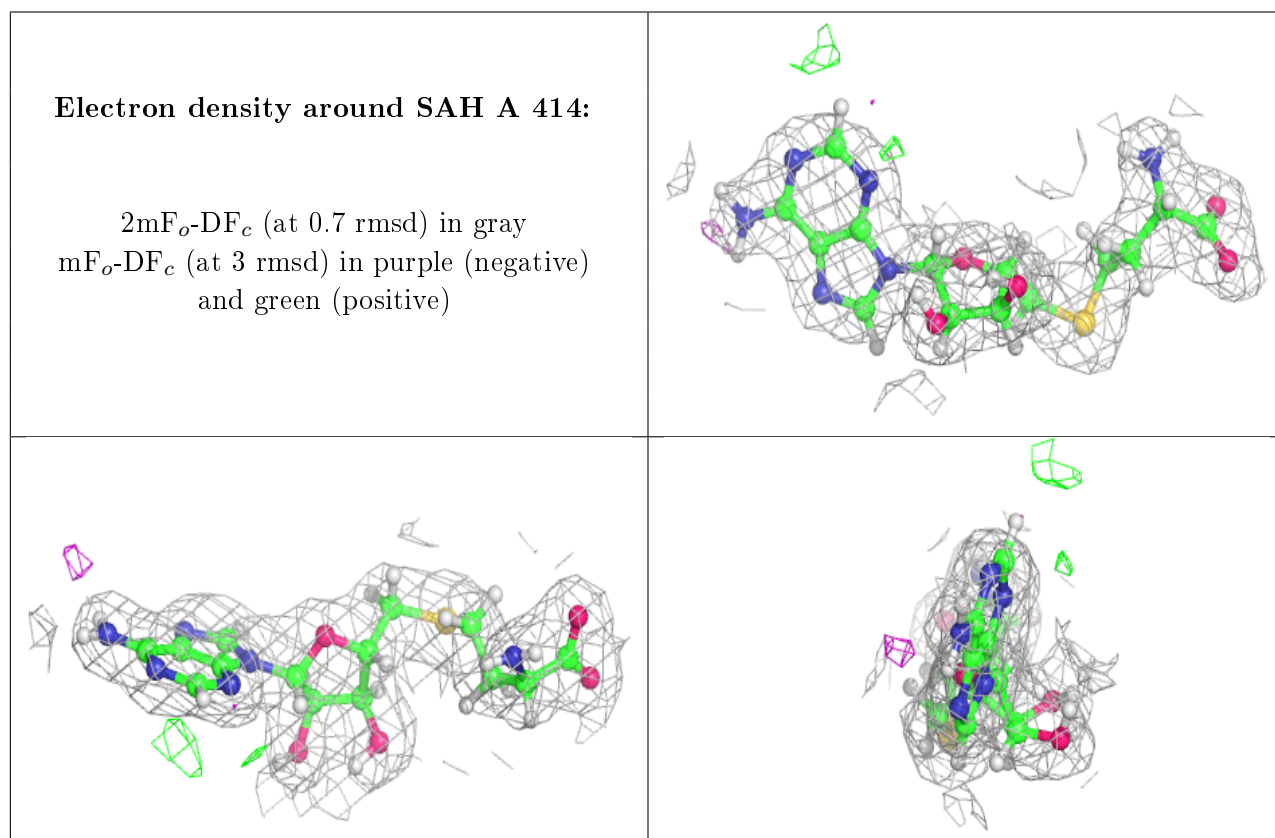 Electron density around SAH A 414:
2mFo-DFc (at 0.7 rmsd) in gray
mFo-DFc (at 3 rmsd) in purple (negative)
and green (positive)